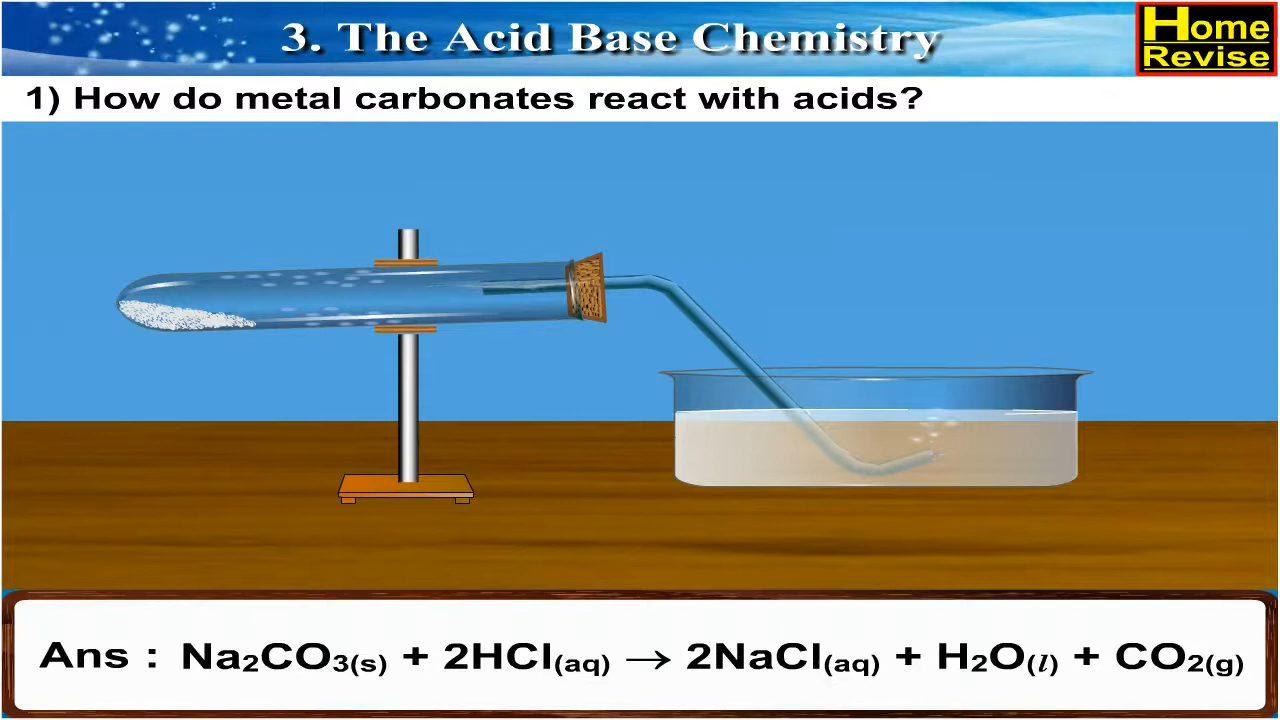 3. The Acid Base Chemistry
Home
Revise
1) How do metal carbonates react with acids?
Ans : Na₂CO₃(s) + 2HCl(aq) → 2NaCl(aq) + H₂O(l) + CO₂(g)